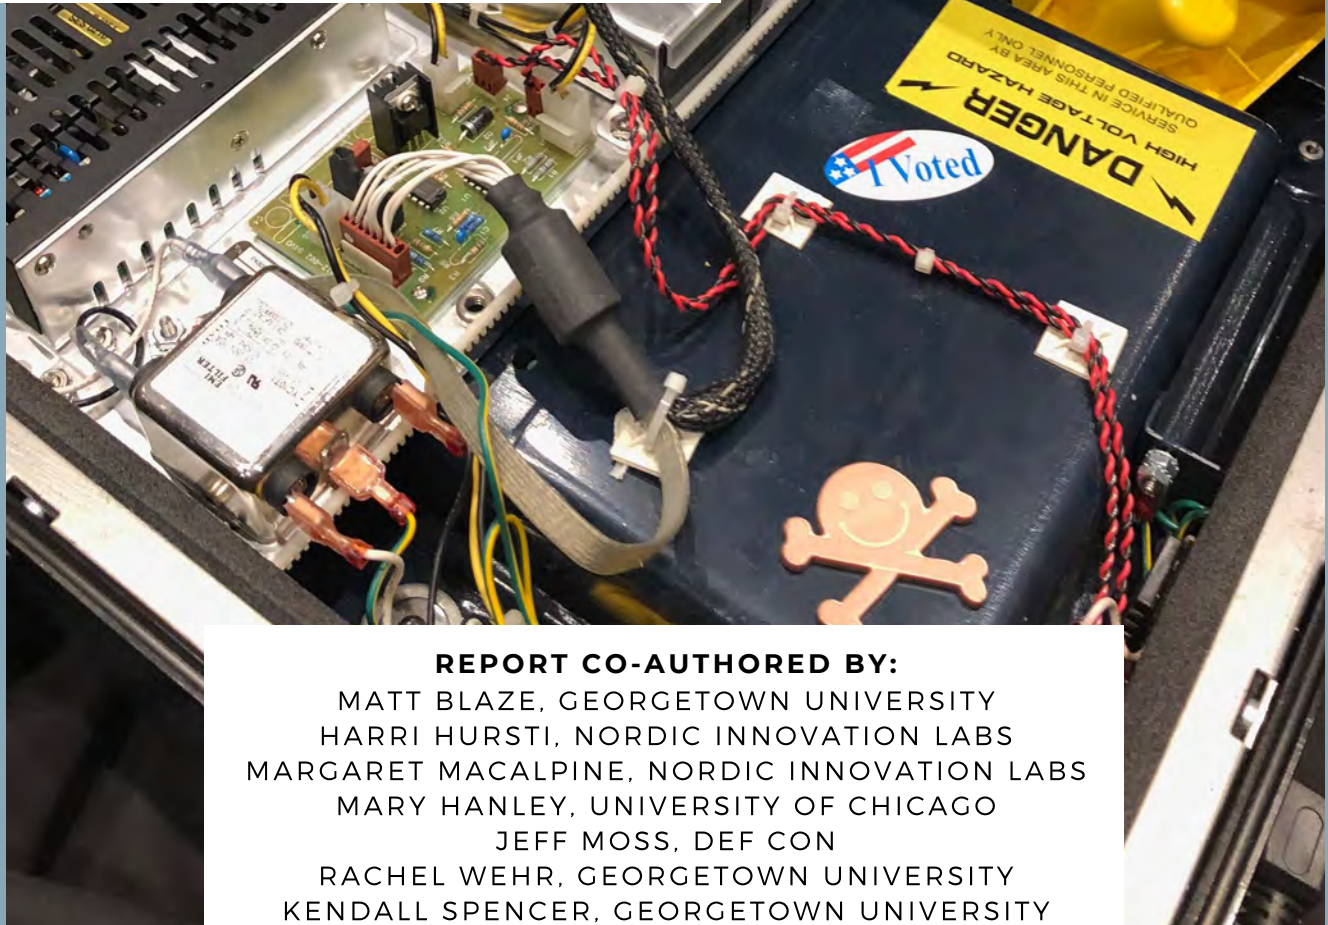 DANGER
HIGH VOLTAGE HAZARD
SERVICE IN THIS AREA BY
QUALIFIED PERSONNEL ONLY
I Voted
EMI
FILTER
REPORT CO-AUTHORED BY:
MATT BLAZE, GEORGETOWN UNIVERSITY
HARRI HURSTI, NORDIC INNOVATION LABS
MARGARET MACALPINE, NORDIC INNOVATION LABS
MARY HANLEY, UNIVERSITY OF CHICAGO
JEFF MOSS, DEF CON
RACHEL WEHR, GEORGETOWN UNIVERSITY
KENDALL SPENCER, GEORGETOWN UNIVERSITY